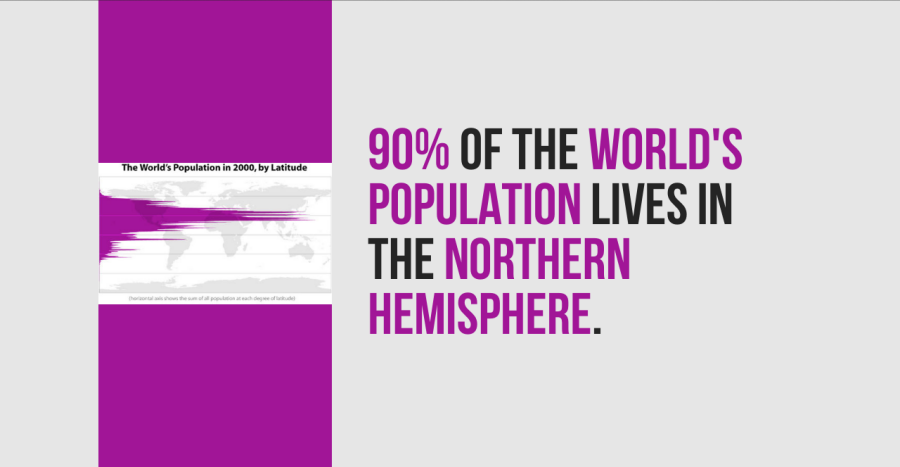 The World's Population in 2000, by Latitude
(horizontal axis shows the sum of all population at each degree of latitude)
90% OF THE WORLD'S
POPULATION LIVES IN
THE NORTHERN
HEMISPHERE.